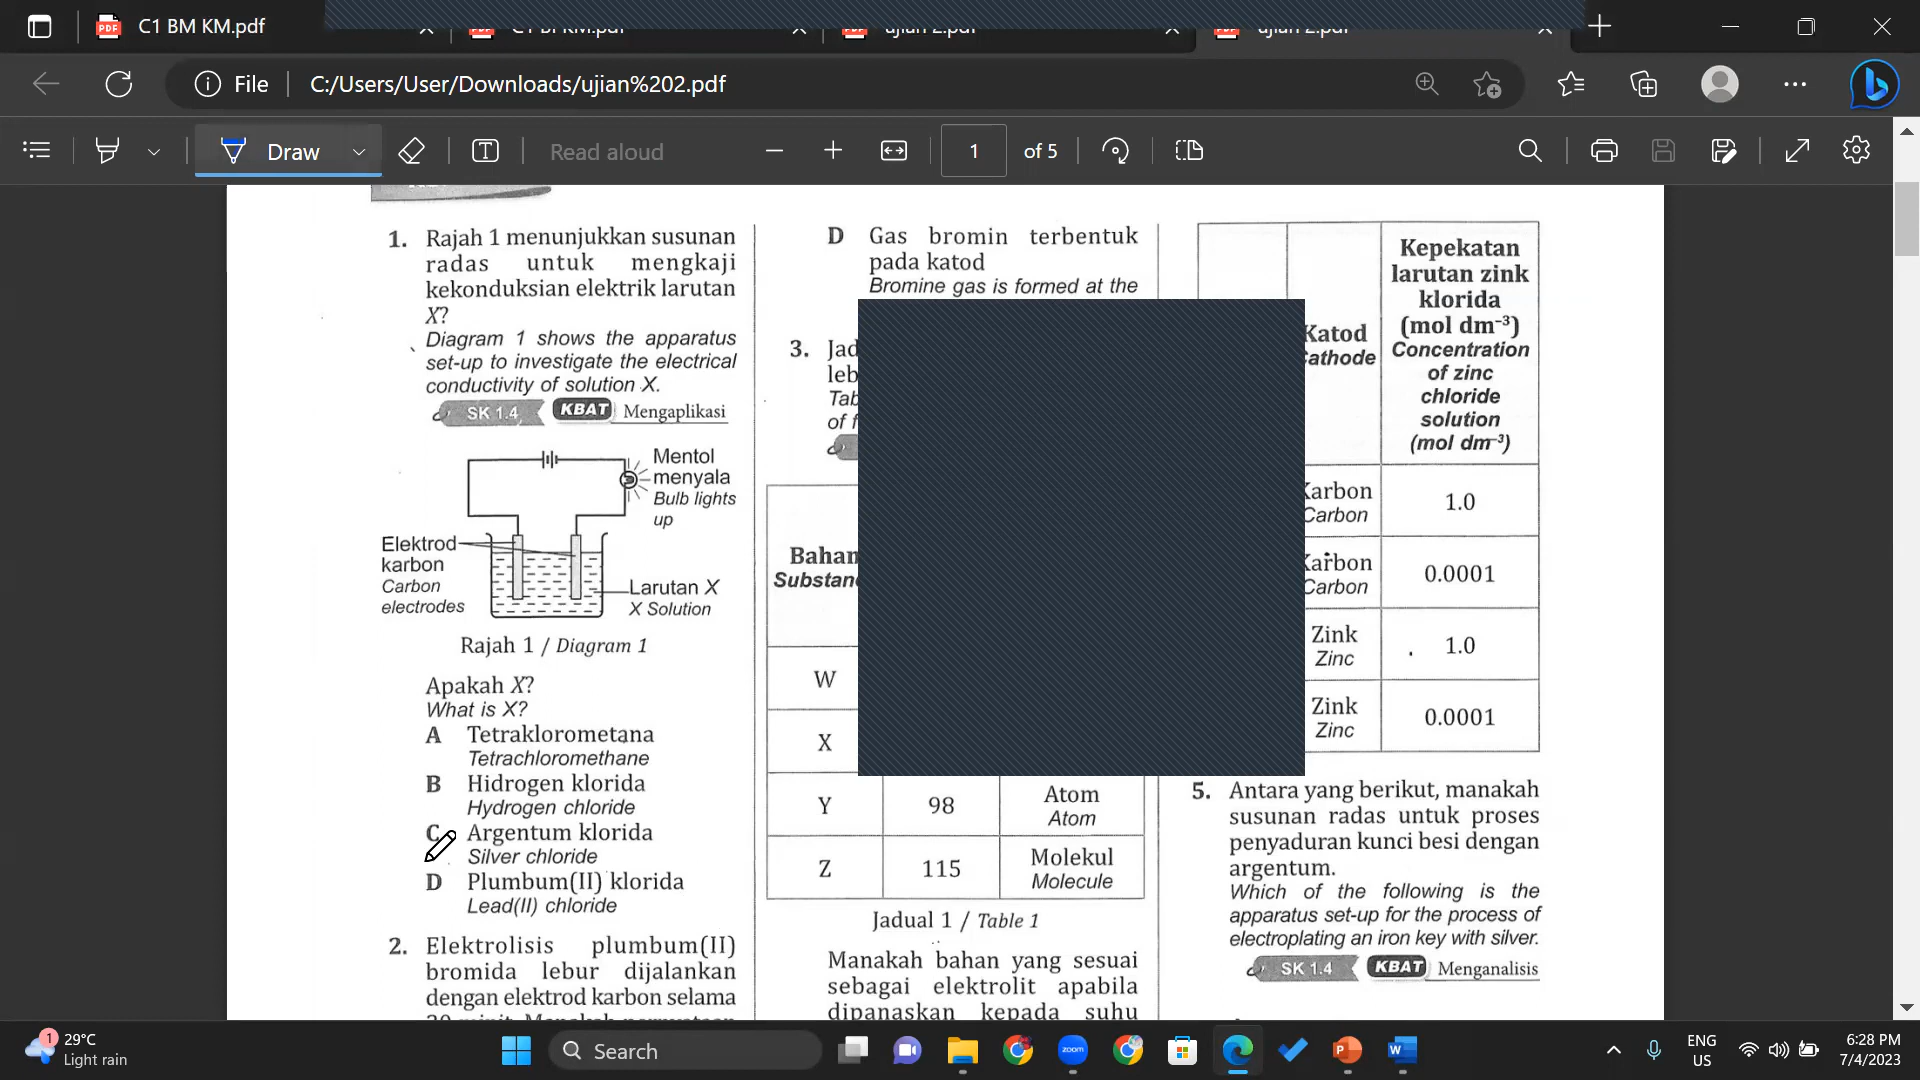 C1 BM KM.pdf
File
C:/Users/User/Downloads/ujian%202.pdf
Draw
Read aloud
1
of 5
1. Rajah 1 menunjukkan susunan
radas untuk mengkaji
kekonduksian elektrik larutan
X?
Diagram 1 shows the apparatus
set-up to investigate the electrical
conductivity of solution X.
SK 1.4 KBAT Mengaplikasi
Mentol
menyala
Bulb lights
up
Elektrod
karbon
Carbon
electrodes
Larutan X
X Solution
Rajah 1 / Diagram 1
Apakah X?
What is X?
A Tetraklorometana
Tetrachloromethane
B Hidrogen klorida
Hydrogen chloride
C Argentum klorida
Silver chloride
D Plumbum(II) klorida
Lead(II) chloride
2. Elektrolisis plumbum(II)
bromida lebur dijalankan
dengan elektrod karbon selama
D Gas bromin terbentuk
pada katod
Bromine gas is formed at the
3.
of
Bahan
W
X
Y 98 Atom
Atom
Z 115 Molekul
Molecule
Jadual 1 / Table 1
Manakah bahan yang sesuai
sebagai elektrolit apabila
dipanaskan kepada suhu
Katod
Kepekatan
larutan zink
klorida
(mol dm⁻³)
Concentration
of zinc
chloride
solution
(mol dm⁻³)
Karbon
Carbon
1.0
Karbon
Carbon
0.0001
Zink
Zinc
1.0
Zink
Zinc
0.0001
5. Antara yang berikut, manakah
susunan radas untuk proses
penyaduran kunci besi dengan
argentum.
Which of the following is the
apparatus set-up for the process of
electroplating an iron key with silver.
SK 1.4 KBAT Menganalisis
1
29°C
Light rain
Search
zoom
ENG
US
6:28 PM
7/4/2023